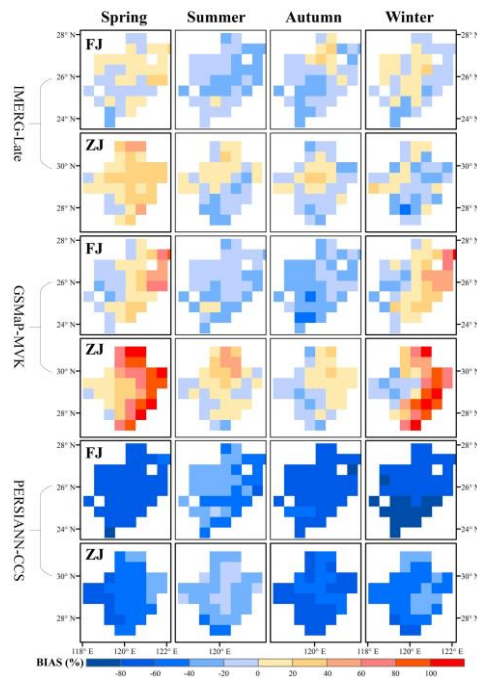 Spring Summer Autumn Winter
FJ 28° N 28° N
26° N 26° N
24° N 24° N
IMERG-Late
ZJ
30° N 30° N
28° N 28° N
FJ 28° N 28° N
26° N 26° N
24° N 24° N
GSMaP-MVK
ZJ
30° N 30° N
28° N 28° N
FJ 28° N 28° N
26° N 26° N
24° N 24° N
PERSIANN-CCS
ZJ
30° N 30° N
28° N 28° N
118° E 120° E 122° E 120° E 120° E 118° E 120° E 122° E
BIAS (%) -80 -60 -40 -20 0 20 40 60 80 100